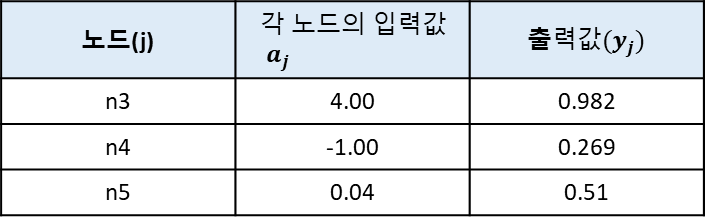 노드(j) 각 노드의 입력값 출력값(yⱼ)
aⱼ
n3 4.00 0.982
n4 -1.00 0.269
n5 0.04 0.51